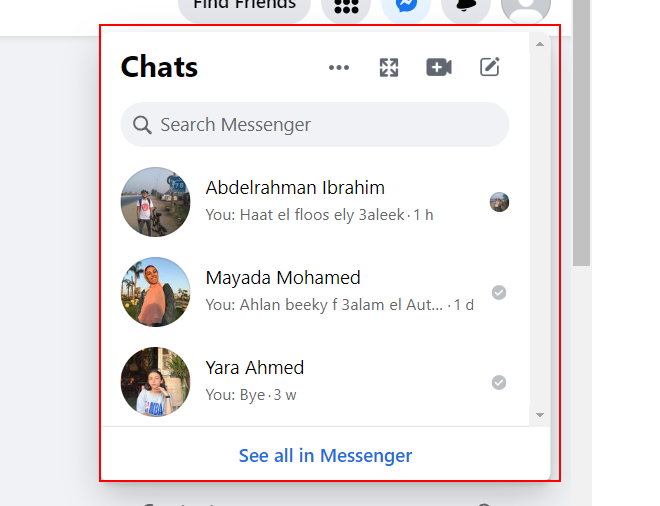 Find Friends
Chats
Search Messenger
Abdelrahman Ibrahim
You: Haat el floos ely 3aleek · 1 h
Mayada Mohamed
You: Ahlan beeky f 3alam el Aut... · 1 d
Yara Ahmed
You: Bye · 3 w
See all in Messenger